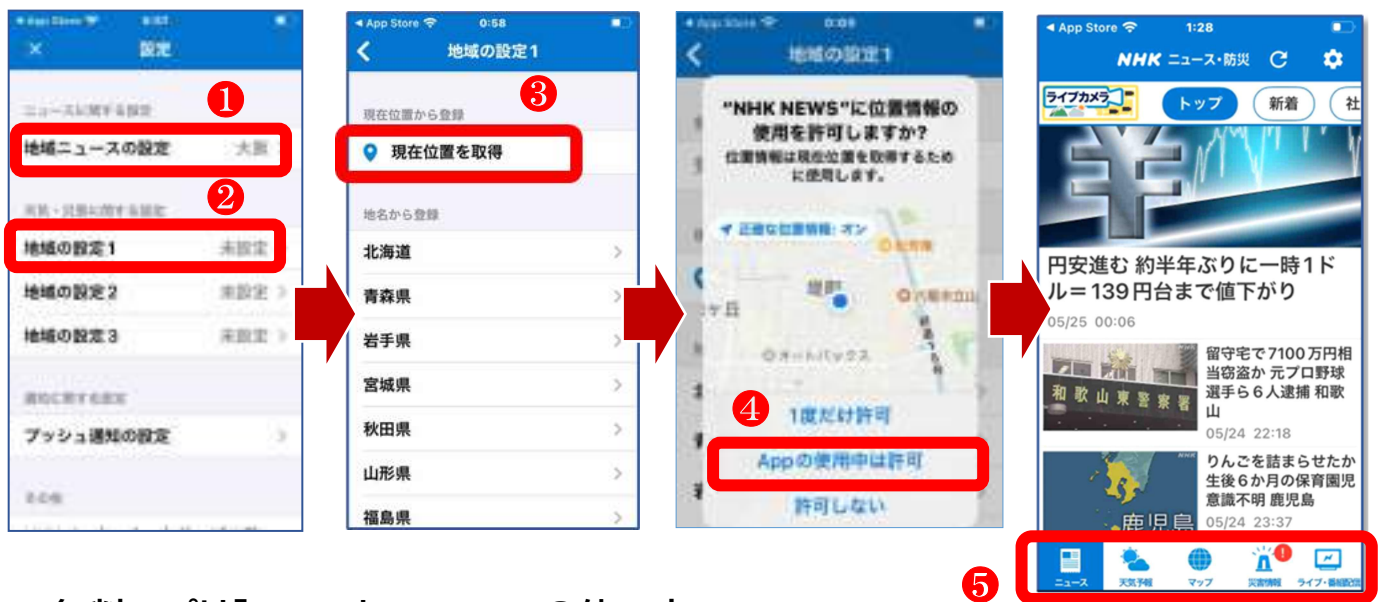 ×
設定
❶
ニュースに関する設定
地域ニュースの設定 大阪 >
❷
地域の設定1 未設定 >
地域の設定2 未設定 >
地域の設定3 未設定 >
プッシュ通知の設定 >
その他
◀ App Store 0:58
< 地域の設定1
❸
現在位置から登録
現在位置を取得
地名から登録
北海道 >
青森県 >
岩手県 >
宮城県 >
秋田県 >
山形県 >
福島県 >
地域の設定1
"NHK NEWS"に位置情報の
使用を許可しますか?
位置情報は現在位置を取得するため
に使用します。
正確な位置情報: オン
オートバックス
❹
1度だけ許可
Appの使用中は許可
許可しない
◀ App Store 1:28
NHK ニュース・防災
ライブカメラ トップ 新着 社
円安進む 約半年ぶりに一時1ド
ル=139円台まで値下がり
05/25 00:06
留守宅で7100万円相
当窃盗か 元プロ野球
選手ら6人逮捕 和歌
山
和歌山東警察署
05/24 22:18
りんごを詰まらせたか
生後6か月の保育園児
意識不明 鹿児島
鹿児島
05/24 23:37
❺
ニュース 天気予報 マップ 災害情報 ライブ・番組配信